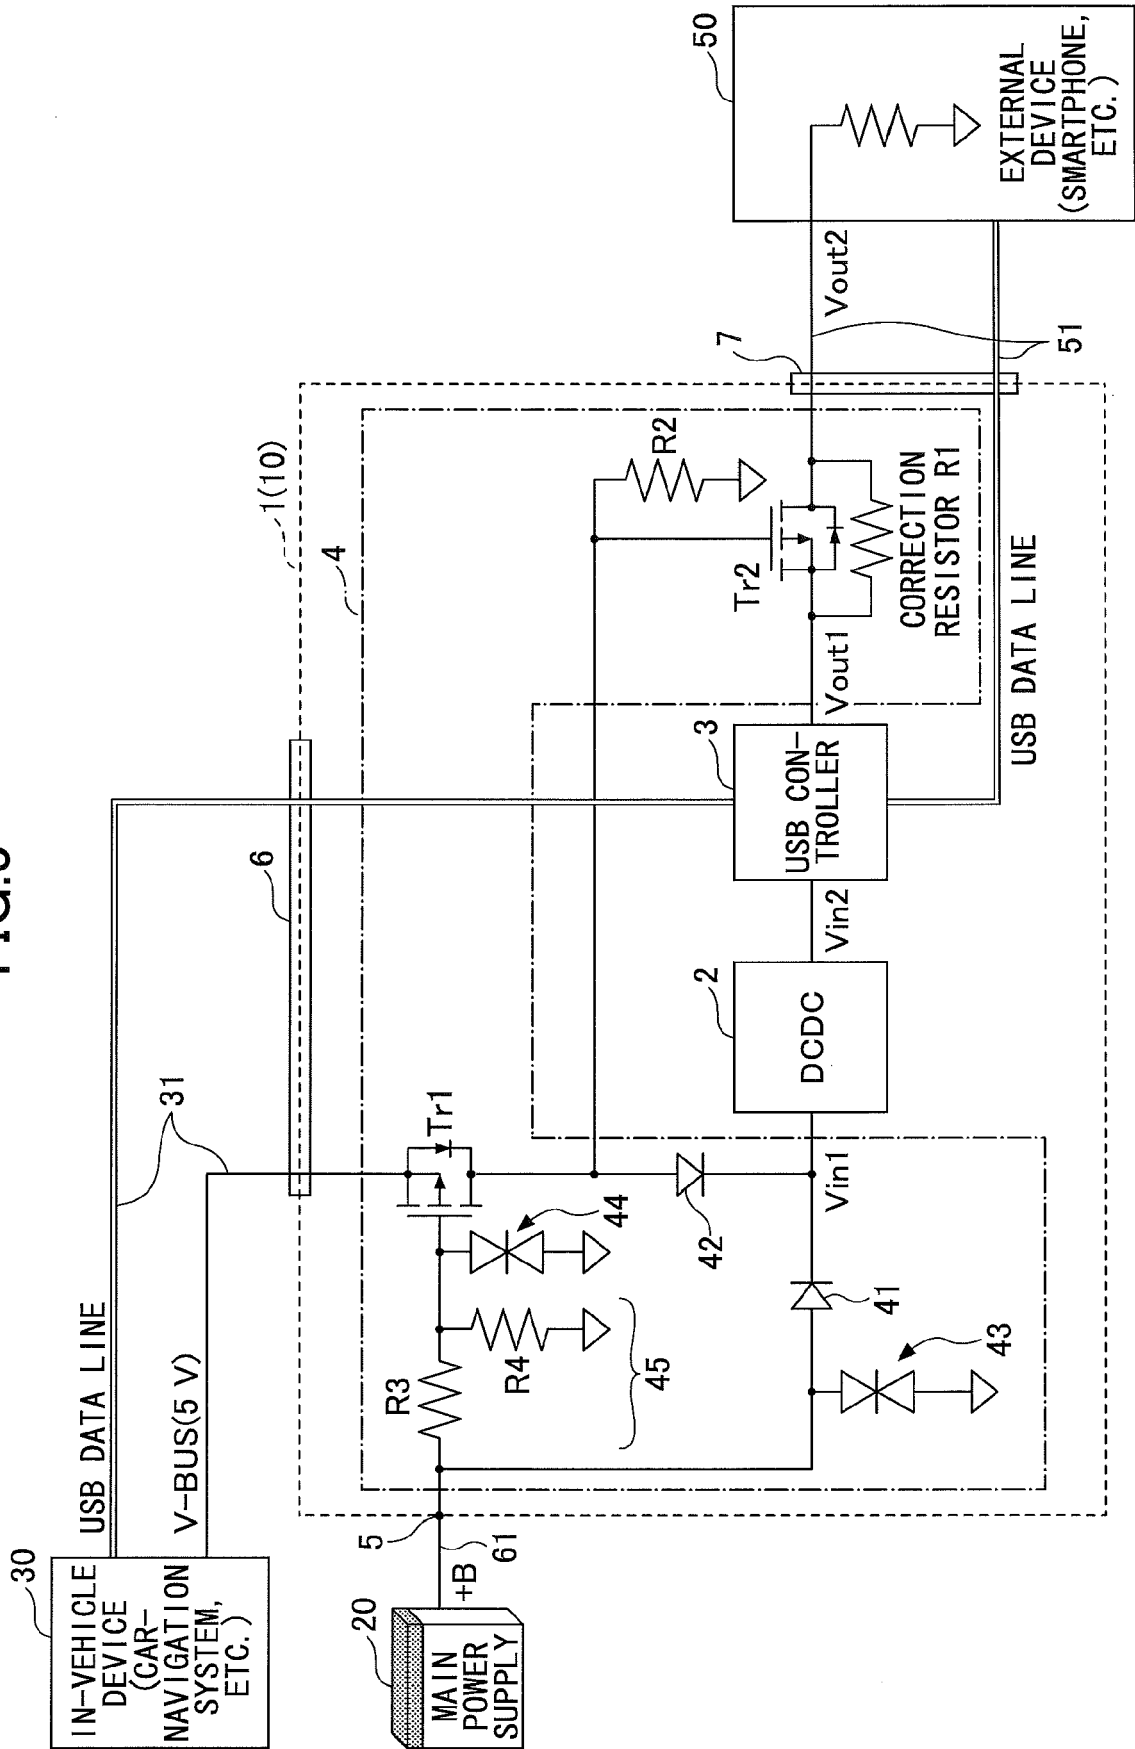 30
IN-VEHICLE
DEVICE
(CAR-
NAVIGATION
SYSTEM,
ETC.)
USB DATA LINE
V-BUS(5 V)
31
6
1(10)
4
20
MAIN
POWER
SUPPLY
+B
61
5
R3
R4
45
44
Tr1
43
41
42
Vin1
2
DCDC
Vin2
3
USB CON-
TROLLER
Vout1
Tr2
R2
CORRECTION
RESISTOR R1
USB DATA LINE
7
Vout2
51
50
EXTERNAL
DEVICE
(SMARTPHONE,
ETC.)